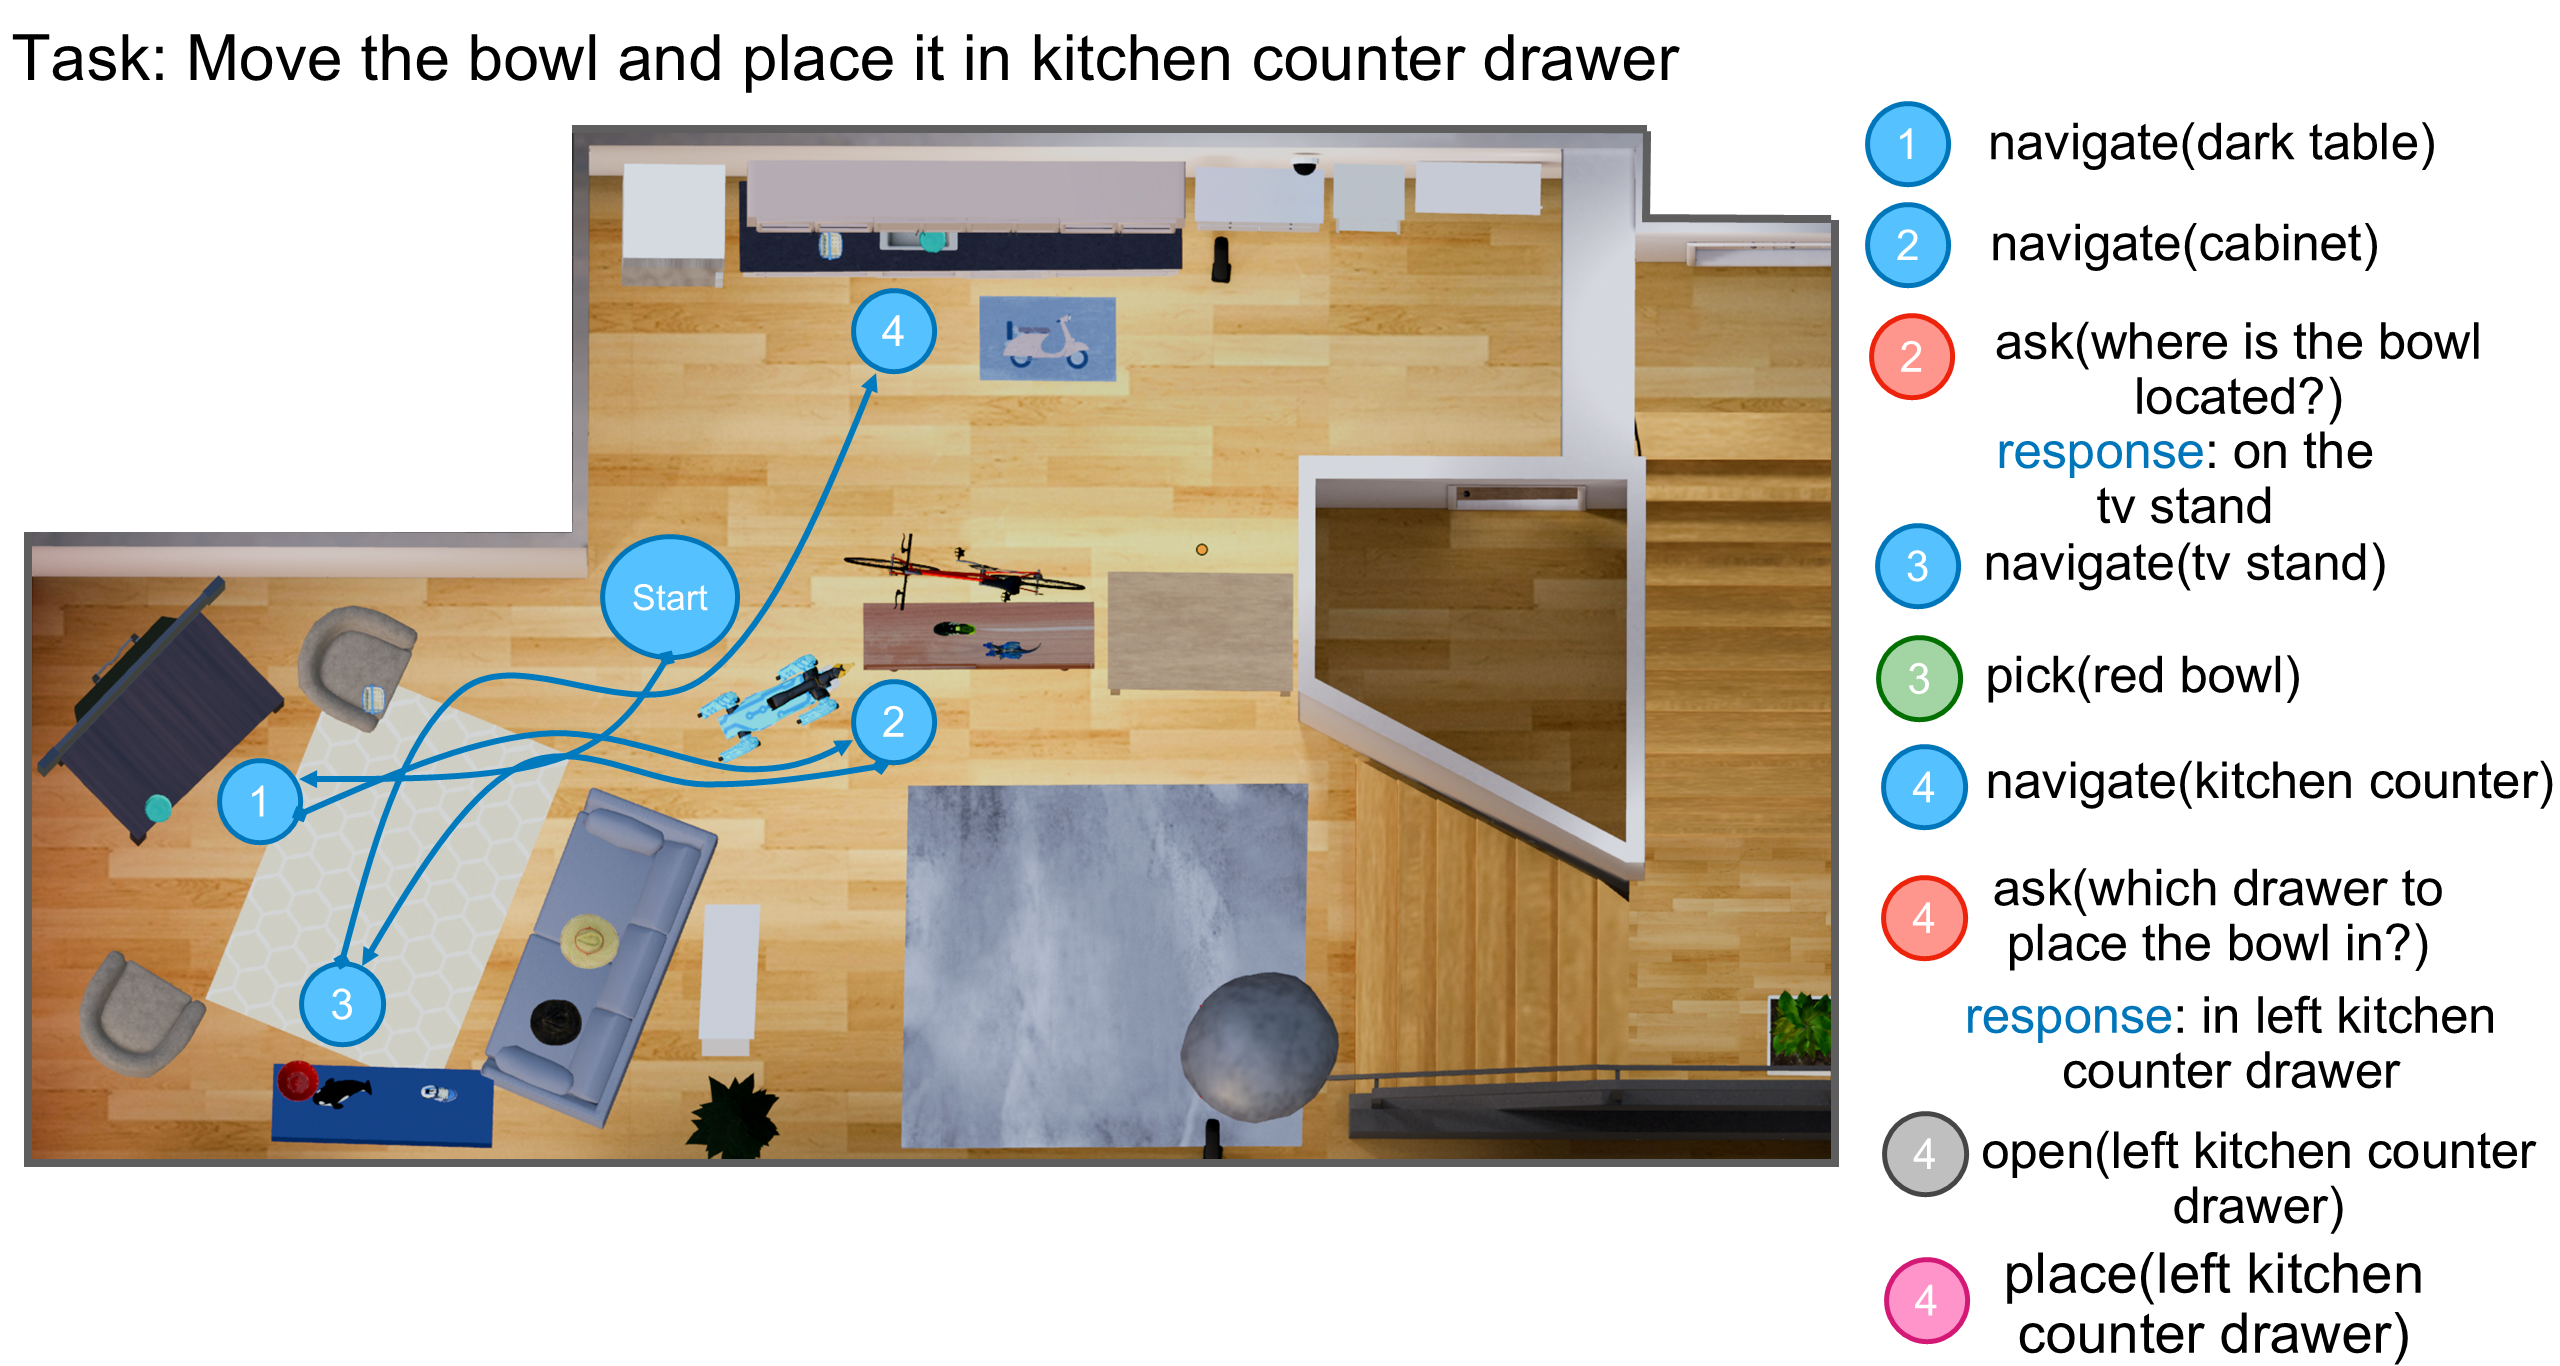 Task: Move the bowl and place it in kitchen counter drawer
Start
1
2
3
4
1 navigate(dark table)
2 navigate(cabinet)
2 ask(where is the bowl
located?)
response: on the
tv stand
3 navigate(tv stand)
3 pick(red bowl)
4 navigate(kitchen counter)
4 ask(which drawer to
place the bowl in?)
response: in left kitchen
counter drawer
4 open(left kitchen counter
drawer)
4 place(left kitchen
counter drawer)